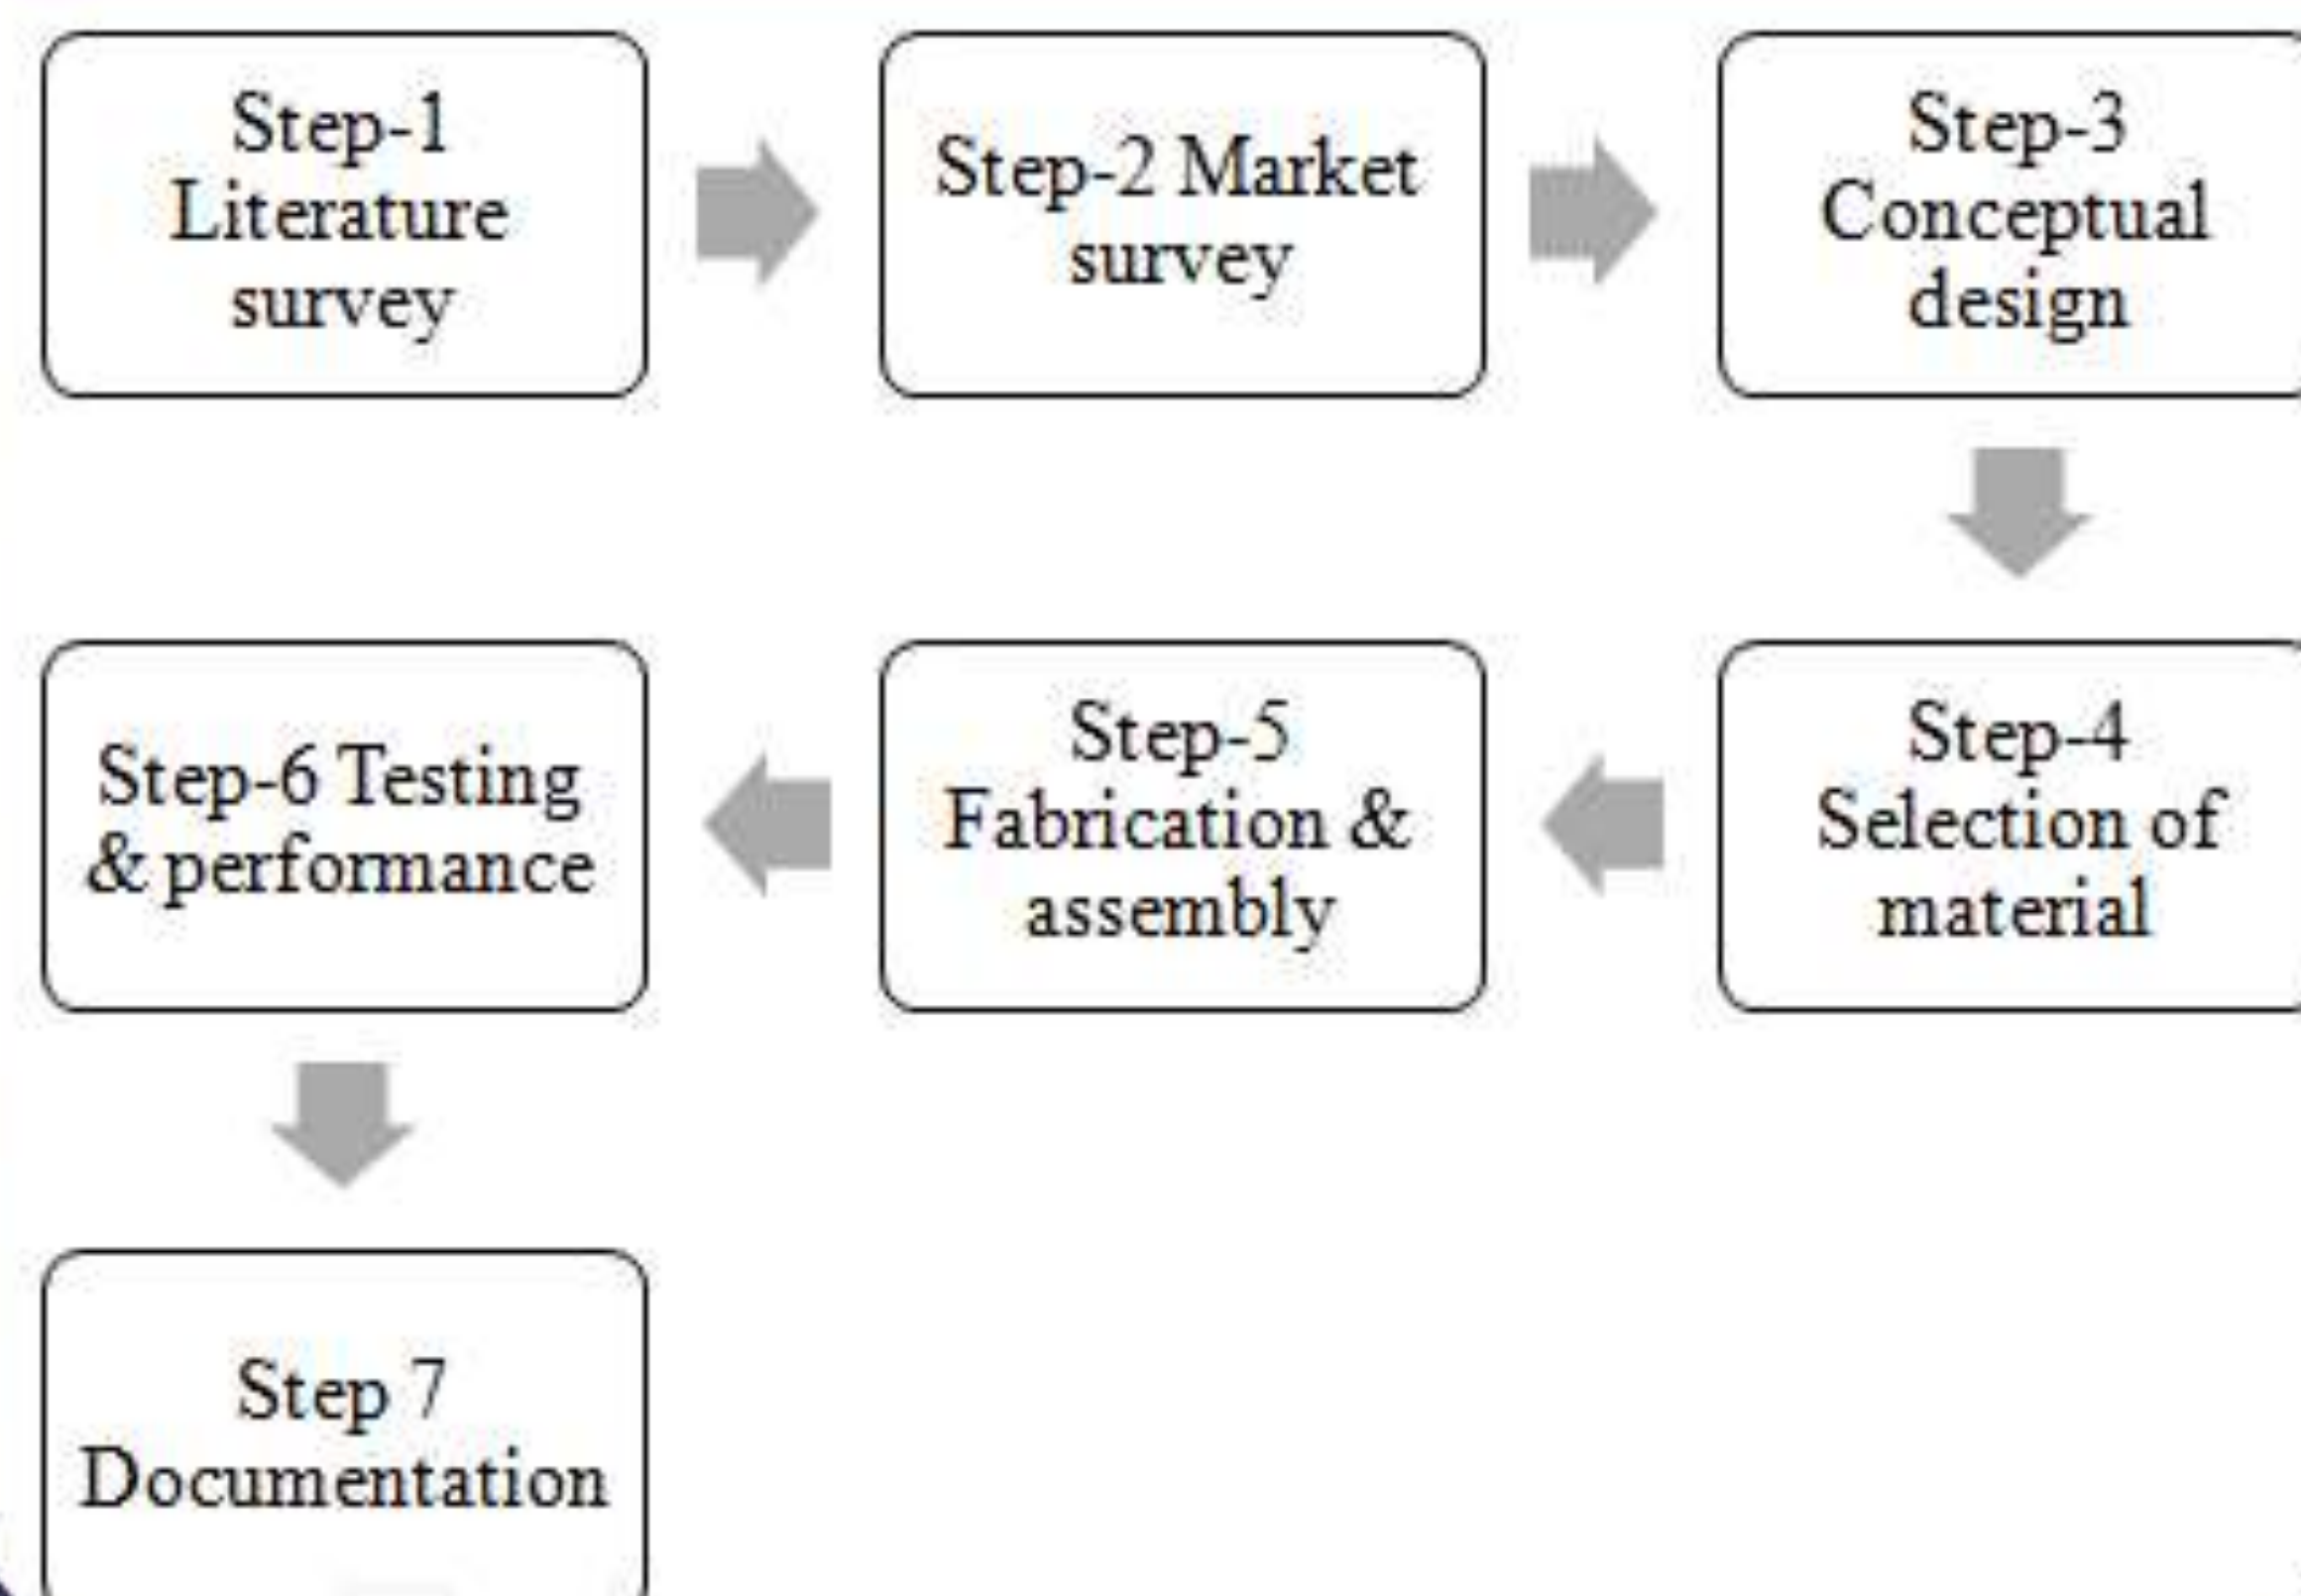 Step-1
Literature
survey
Step-2 Market
survey
Step-3
Conceptual
design
Step-4
Selection of
material
Step-5
Fabrication &
assembly
Step-6 Testing
& performance
Step 7
Documentation